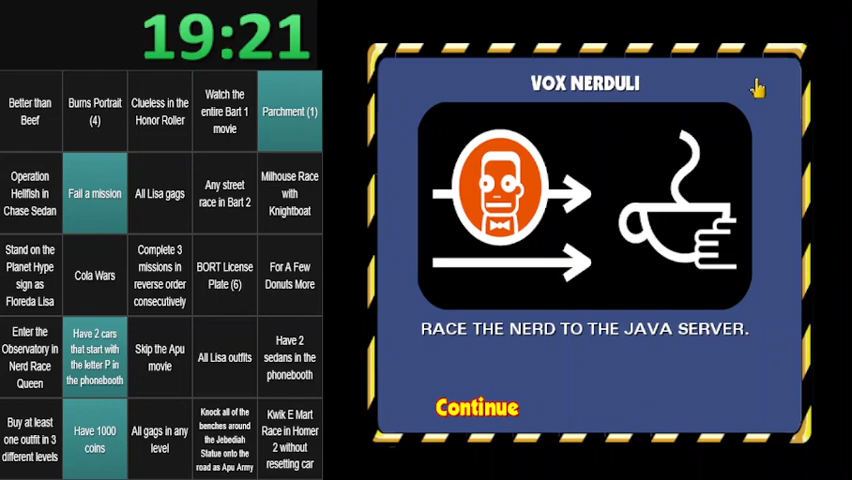 19:21
Better than
Beef
Burns Portrait
(4)
Clueless in the
Honor Roller
Watch the
entire Bart 1
movie
Parchment (1)
Operation
Hellfish in
Chase Sedan
Fail a mission
All Lisa gags
Any street
race in Bart 2
Milhouse Race
with
Knightboat
Stand on the
Planet Hype
sign as
Floreda Lisa
Cola Wars
Complete 3
missions in
reverse order
consecutively
BORT License
Plate (6)
For A Few
Donuts More
Enter the
Observatory in
Nerd Race
Queen
Have 2 cars
that start with
the letter P in
the phonebooth
Skip the Apu
movie
All Lisa outfits
Have 2
sedans in the
phonebooth
Buy at least
one outfit in 3
different levels
Have 1000
coins
All gags in any
level
Knock all of the
benches around
the Jebediah
Statue onto the
road as Apu Army
Kwik E Mart
Race in Homer
2 without
resetting car
VOX NERDULI
RACE THE NERD TO THE JAVA SERVER.
Continue